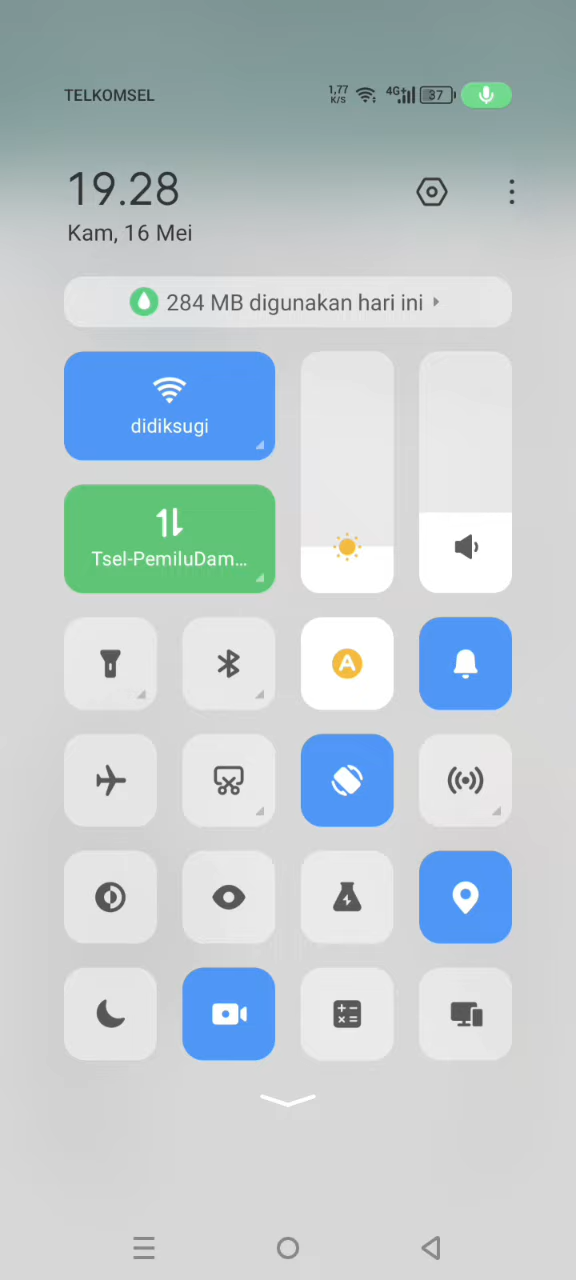 TELKOMSEL 1,77 K/S 4G+ 37
19.28
Kam, 16 Mei
284 MB digunakan hari ini
didiksugi
Tsel-PemiluDam...
A